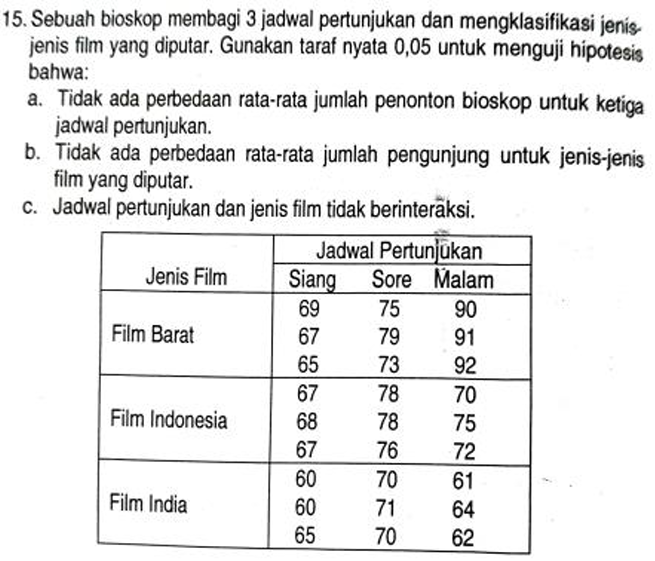 15. Sebuah bioskop membagi 3 jadwal pertunjukan dan mengklasifikasi jenis-
jenis film yang diputar. Gunakan taraf nyata 0,05 untuk menguji hipotesis
bahwa:
a. Tidak ada perbedaan rata-rata jumlah penonton bioskop untuk ketiga
jadwal pertunjukan.
b. Tidak ada perbedaan rata-rata jumlah pengunjung untuk jenis-jenis
film yang diputar.
c. Jadwal pertunjukan dan jenis film tidak berinteraksi.
Jenis Film Jadwal Pertunjukan
Siang Sore Malam
69 75 90
Film Barat 67 79 91
65 73 92
67 78 70
Film Indonesia 68 78 75
67 76 72
60 70 61
Film India 60 71 64
65 70 62